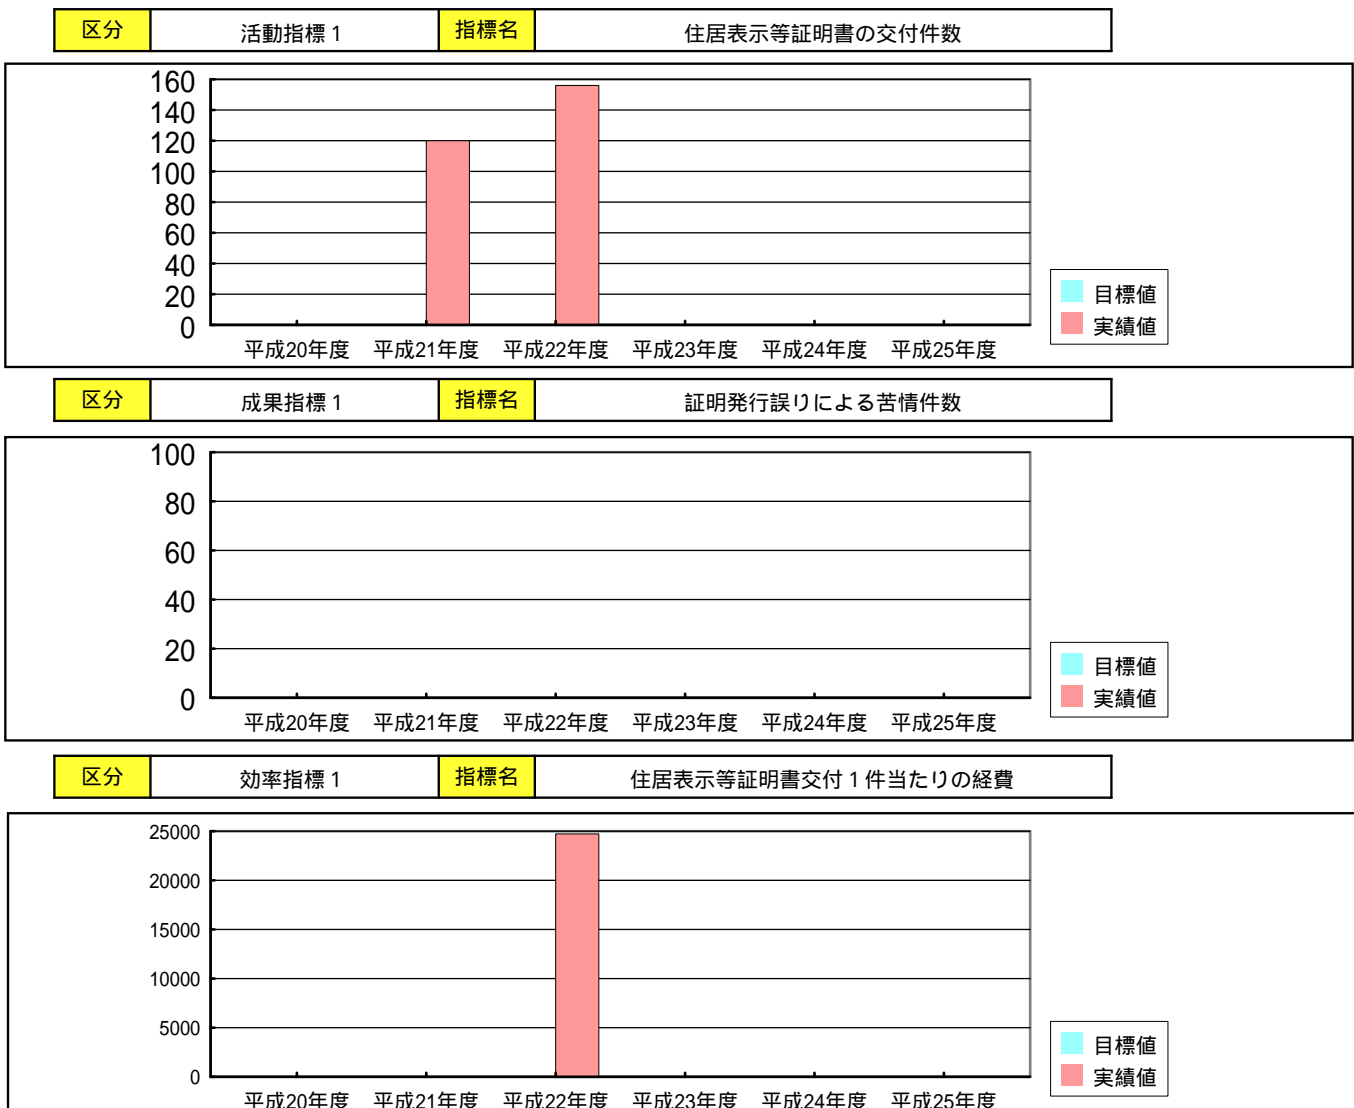 区分 活動指標1 指標名 住居表示等証明書の交付件数
160
140
120
100
80
60
40
20
0
平成20年度 平成21年度 平成22年度 平成23年度 平成24年度 平成25年度
目標値
実績値
区分 成果指標1 指標名 証明発行誤りによる苦情件数
100
80
60
40
20
0
平成20年度 平成21年度 平成22年度 平成23年度 平成24年度 平成25年度
目標値
実績値
区分 効率指標1 指標名 住居表示等証明書交付1件当たりの経費
25000
20000
15000
10000
5000
0
平成20年度 平成21年度 平成22年度 平成23年度 平成24年度 平成25年度
目標値
実績値